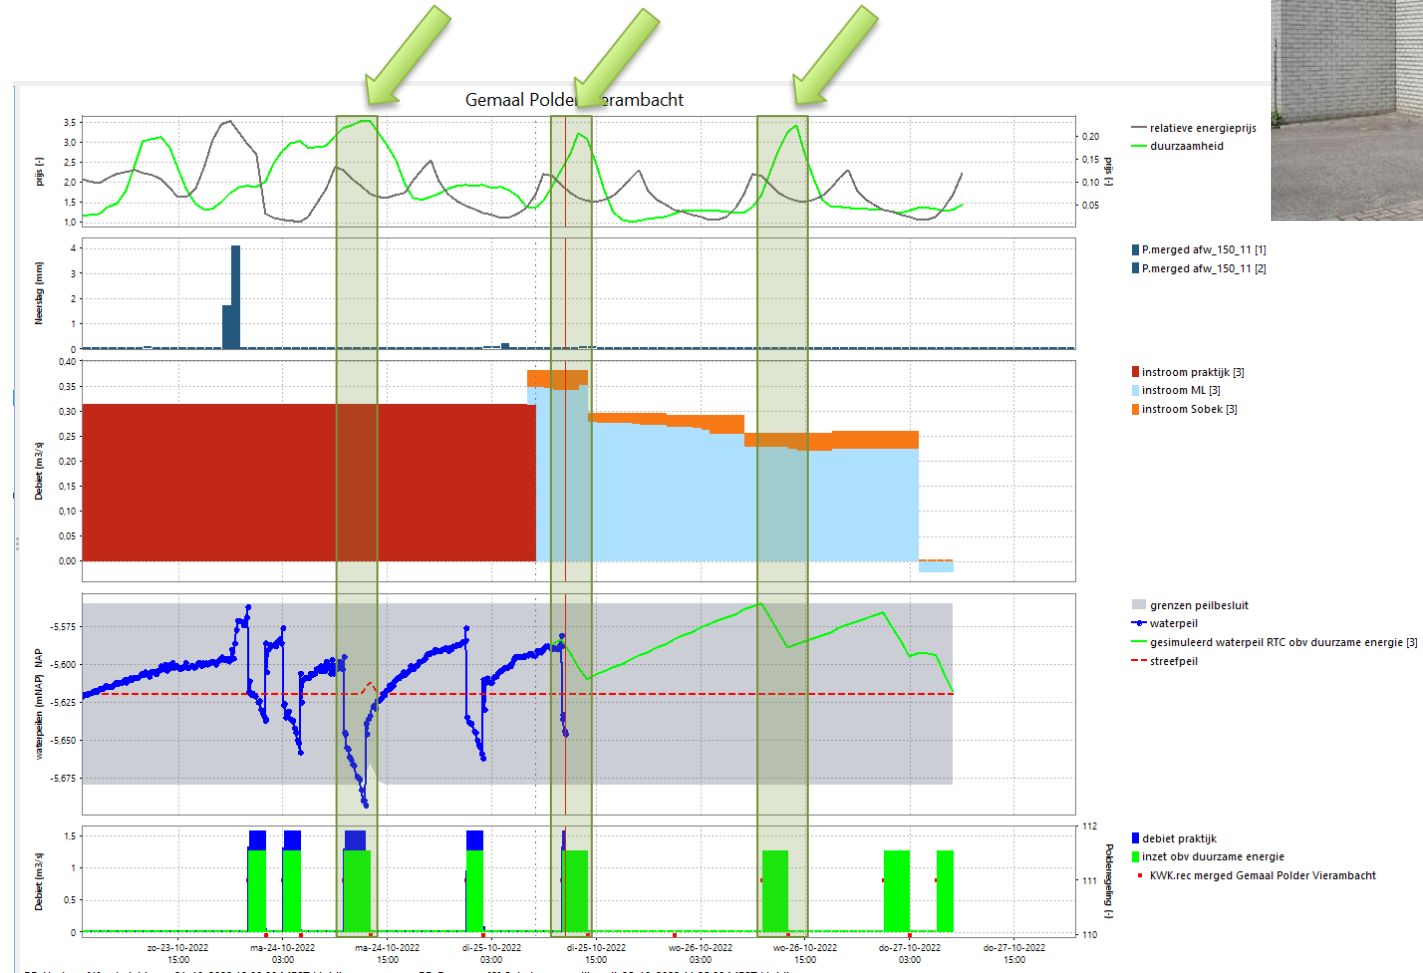 Gemaal Polder Vierambacht
3,5
3,0
2,5
2,0
1,5
1,0
prijs [-]
0,20
0,15
0,10
0,05
prijs [-]
relatieve energieprijs
duurzaamheid
4
3
2
1
0
Neerslag (mm)
P.merged afw_150_11 [1]
P.merged afw_150_11 [2]
0,40
0,35
0,30
0,25
0,20
0,15
0,10
0,05
0,00
Debiet (m3/s)
instroom praktijk [3]
instroom ML [3]
instroom Sobek [3]
-5,575
-5,600
-5,625
-5,650
-5,675
waterpeilen (mNAP) NAP
grenzen peilbesluit
waterpeil
gesimuleerd waterpeil RTC obv duurzame energie [3]
streefpeil
1,5
1
0,5
0
Debiet (m3/s)
112
111
110
Polderregeling [-]
debiet praktijk
inzet obv duurzame energie
KWK.rec merged Gemaal Polder Vierambacht
zo-23-10-2022 15:00
ma-24-10-2022 03:00
ma-24-10-2022 15:00
di-25-10-2022 03:00
di-25-10-2022 15:00
wo-26-10-2022 03:00
wo-26-10-2022 15:00
do-27-10-2022 03:00
do-27-10-2022 15:00